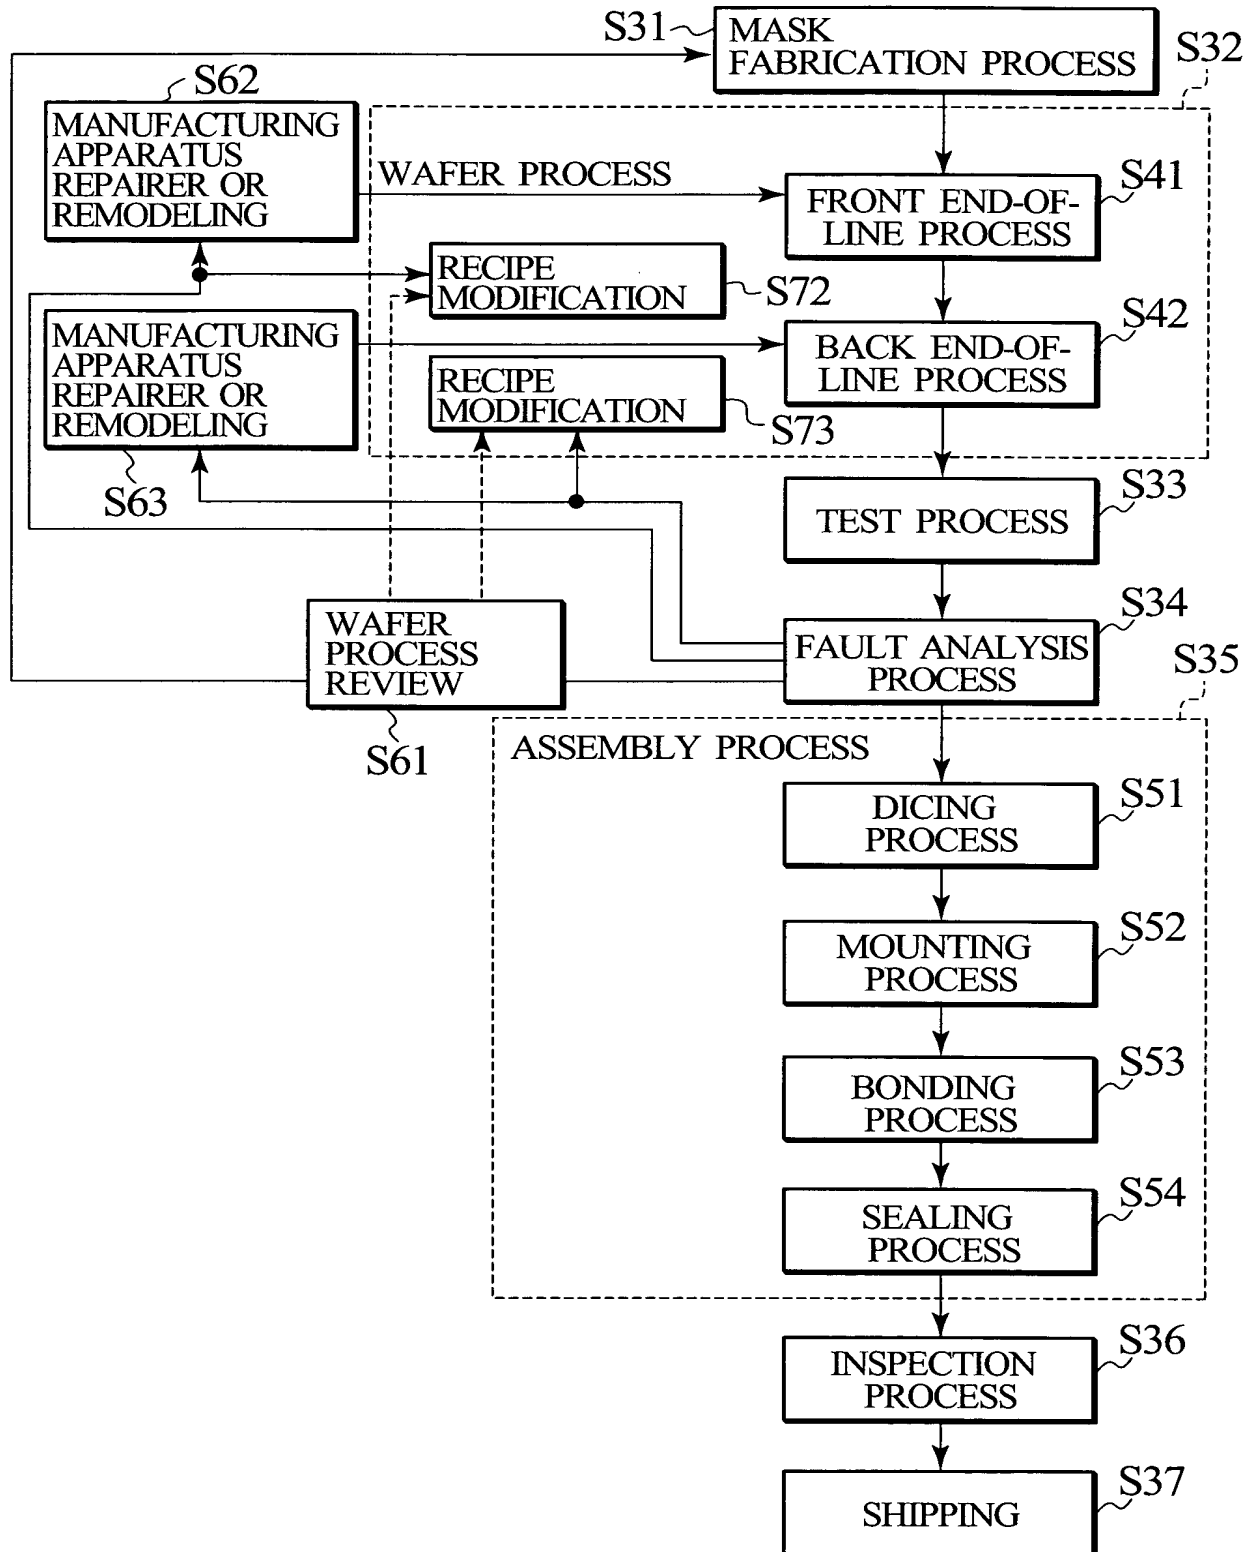 S31
MASK
FABRICATION PROCESS
S32
S62
MANUFACTURING
APPARATUS
REPAIRER OR
REMODELING
WAFER PROCESS
S41
FRONT END-OF-
LINE PROCESS
RECIPE
MODIFICATION
S72
MANUFACTURING
APPARATUS
REPAIRER OR
REMODELING
S63
S42
BACK END-OF-
LINE PROCESS
RECIPE
MODIFICATION
S73
S33
TEST PROCESS
S34
FAULT ANALYSIS
PROCESS
WAFER
PROCESS
REVIEW
S61
S35
ASSEMBLY PROCESS
S51
DICING
PROCESS
S52
MOUNTING
PROCESS
S53
BONDING
PROCESS
S54
SEALING
PROCESS
S36
INSPECTION
PROCESS
S37
SHIPPING